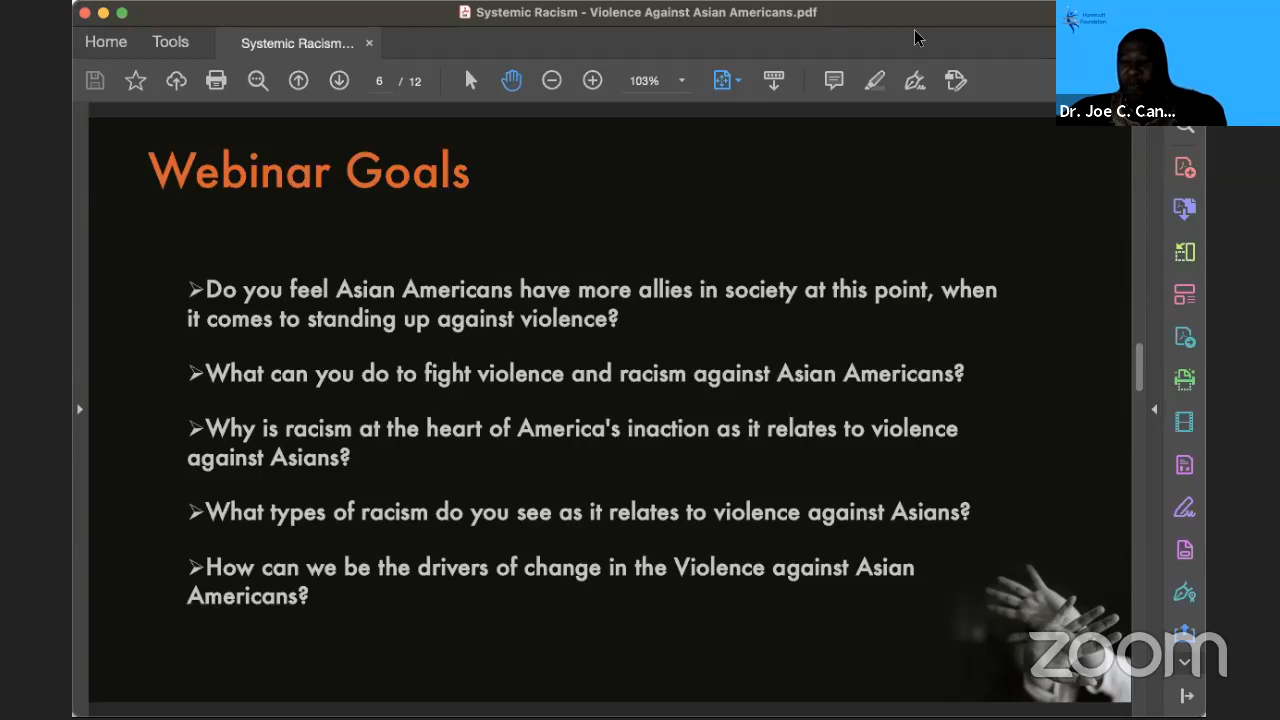 Systemic Racism - Violence Against Asian Americans.pdf
Home
Tools
Systemic Racism...
6 / 12
103%
Dr. Joe C. Can...
Webinar Goals
➢Do you feel Asian Americans have more allies in society at this point, when
it comes to standing up against violence?
➢What can you do to fight violence and racism against Asian Americans?
➢Why is racism at the heart of America's inaction as it relates to violence
against Asians?
➢What types of racism do you see as it relates to violence against Asians?
➢How can we be the drivers of change in the Violence against Asian
Americans?
zoom